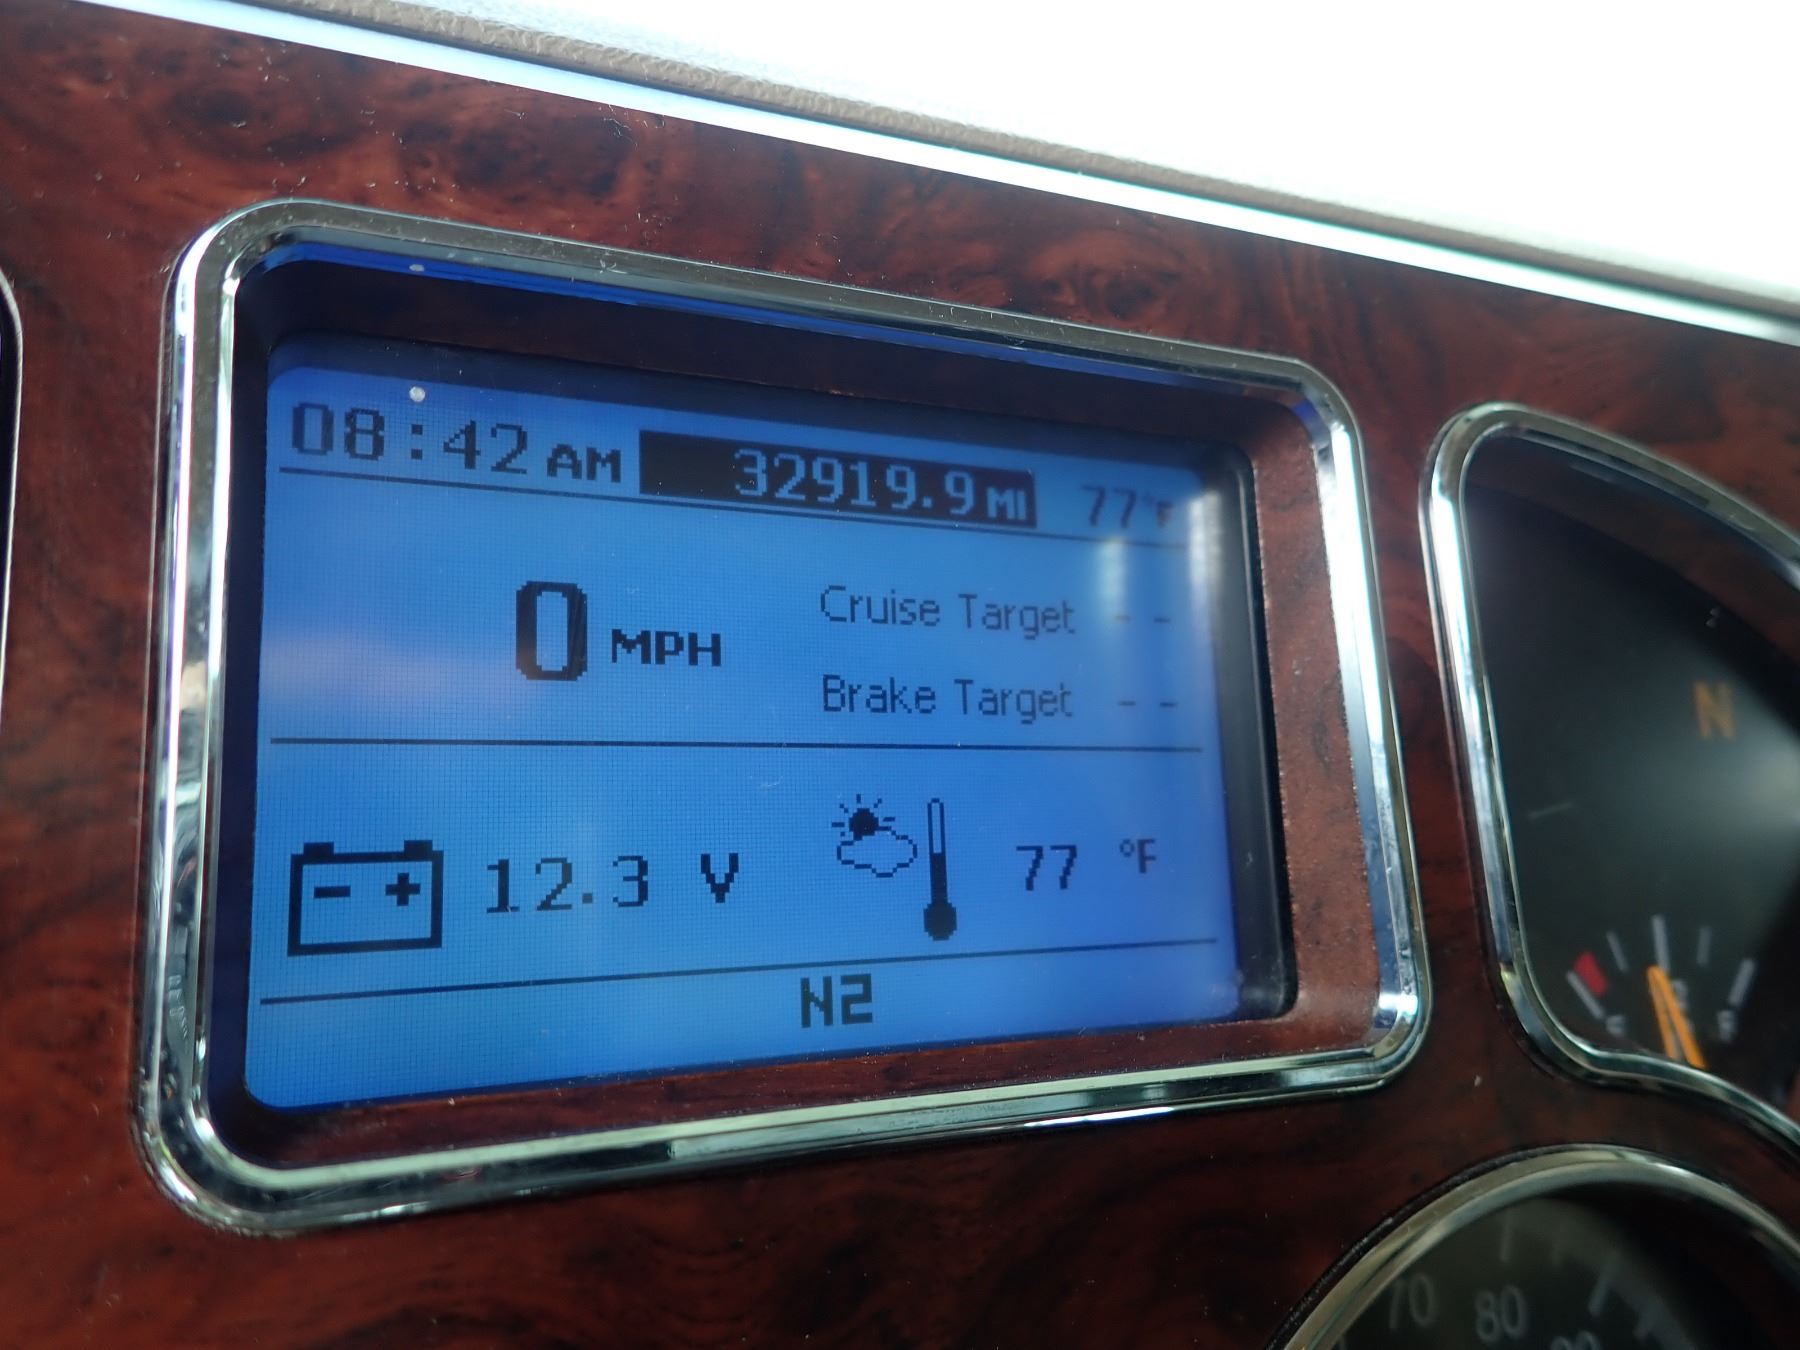 08:42 AM 32919.9 MI 77°F
0 MPH Cruise Target - -
Brake Target - -
- + 12.3 V 77 °F
N2
N
70 80